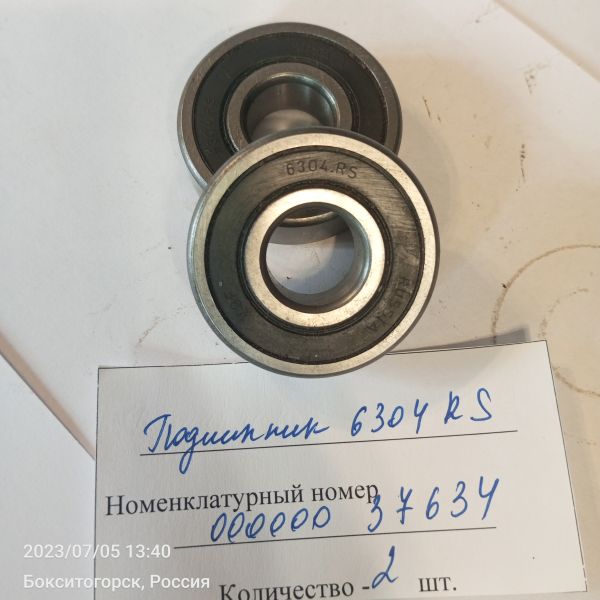 6304.RS
RUSSIA
Подшипник 6304 RS
Номенклатурный номер
000000 37634
Количество - 2 шт.
2023/07/05 13:40
Бокситогорск, Россия